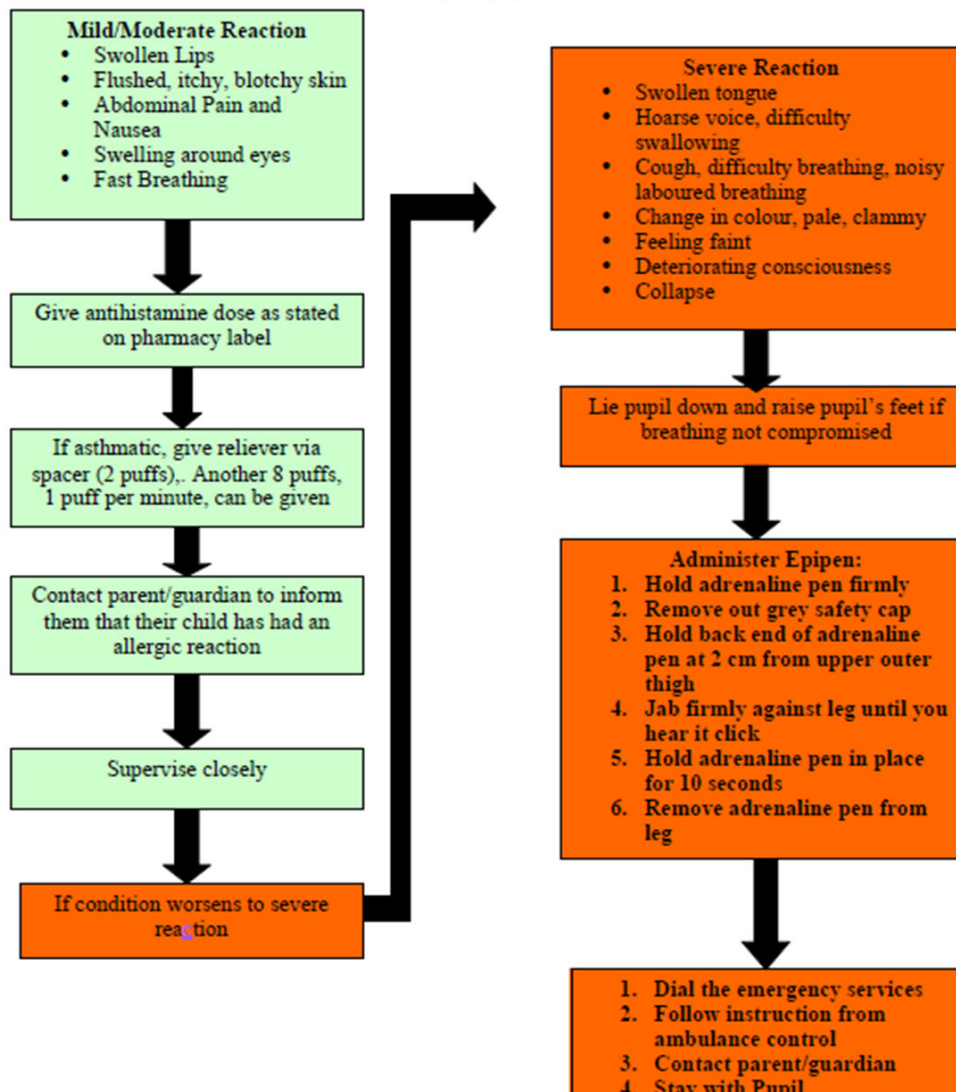 Mild/Moderate Reaction
• Swollen Lips
• Flushed, itchy, blotchy skin
• Abdominal Pain and
Nausea
• Swelling around eyes
• Fast Breathing
Give antihistamine dose as stated
on pharmacy label
If asthmatic, give reliever via
spacer (2 puffs),. Another 8 puffs,
1 puff per minute, can be given
Contact parent/guardian to inform
them that their child has had an
allergic reaction
Supervise closely
If condition worsens to severe
reaction
Severe Reaction
• Swollen tongue
• Hoarse voice, difficulty
swallowing
• Cough, difficulty breathing, noisy
laboured breathing
• Change in colour, pale, clammy
• Feeling faint
• Deteriorating consciousness
• Collapse
Lie pupil down and raise pupil's feet if
breathing not compromised
Administer Epipen:
1. Hold adrenaline pen firmly
2. Remove out grey safety cap
3. Hold back end of adrenaline
pen at 2 cm from upper outer
thigh
4. Jab firmly against leg until you
hear it click
5. Hold adrenaline pen in place
for 10 seconds
6. Remove adrenaline pen from
leg
1. Dial the emergency services
2. Follow instruction from
ambulance control
3. Contact parent/guardian
4. Stay with Pupil